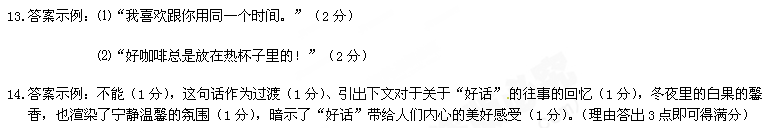 13.答案示例：⑴“我喜欢跟你用同一个时间。”（2分）
⑵“好咖啡总是放在热杯子里的！”（2分）
14.答案示例：不能（1分），这句话作为过渡（1分）、引出下文对于关于“好话”的往事的回忆（1分），冬夜里的白果的馨
香，也渲染了宁静温馨的氛围（1分），暗示了“好话”带给人们内心的美好感受（1分）。（理由答出3点即可得满分）